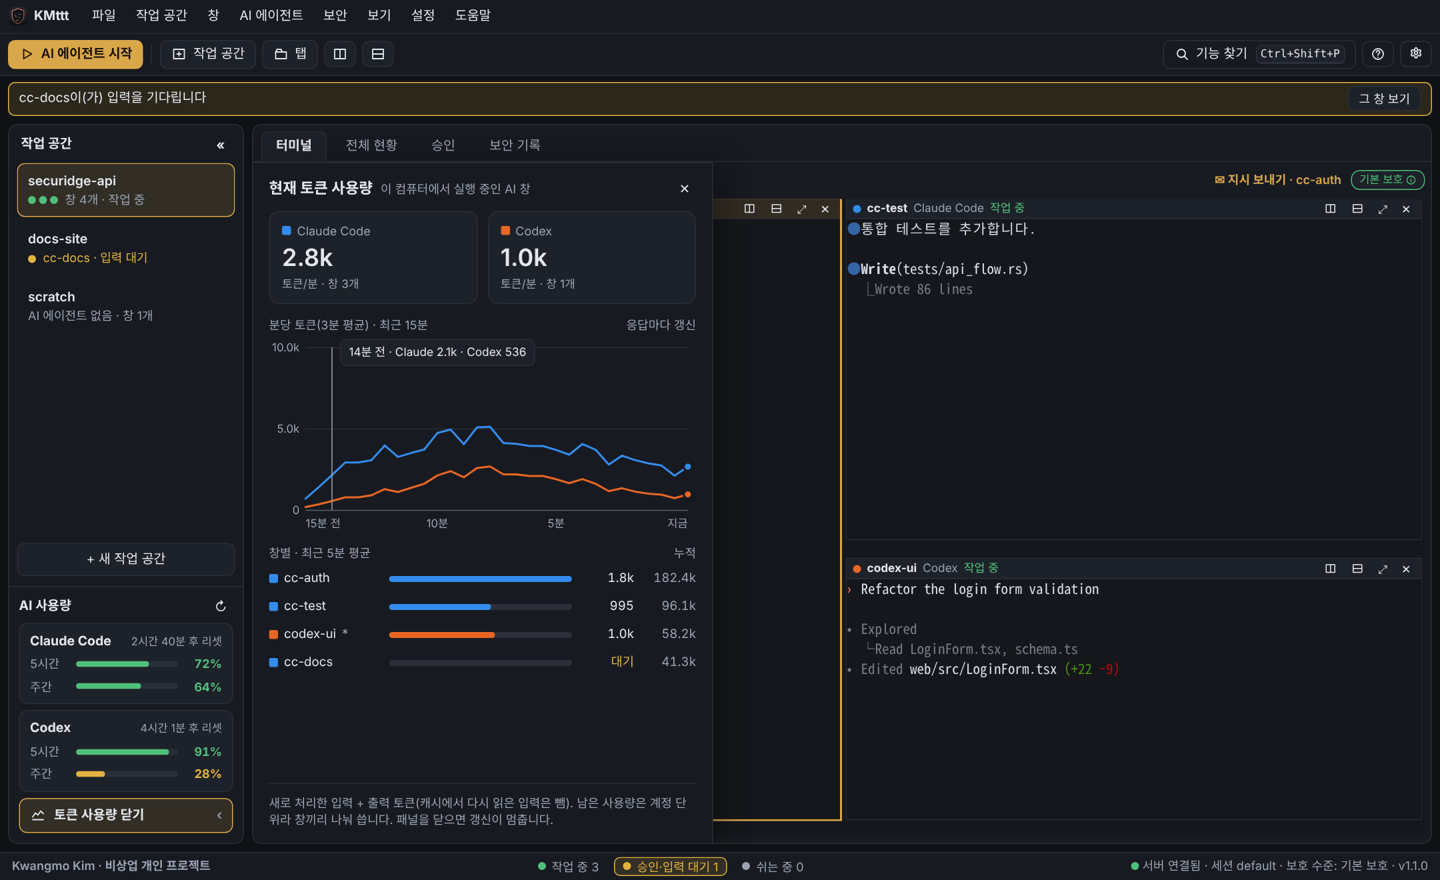 KMttt 파일 작업 공간 창 AI 에이전트 보안 보기 설정 도움말
AI 에이전트 시작 작업 공간 탭 기능 찾기 Ctrl+Shift+P
cc-docs이(가) 입력을 기다립니다 그 창 보기
작업 공간 «
securidge-api
창 4개 · 작업 중
docs-site
cc-docs · 입력 대기
scratch
AI 에이전트 없음 · 창 1개
+ 새 작업 공간
AI 사용량
Claude Code 2시간 40분 후 리셋
5시간 72%
주간 64%
Codex 4시간 1분 후 리셋
5시간 91%
주간 28%
토큰 사용량 닫기 ‹
터미널 전체 현황 승인 보안 기록
현재 토큰 사용량 이 컴퓨터에서 실행 중인 AI 창 ×
Claude Code
2.8k
토큰/분 · 창 3개
Codex
1.0k
토큰/분 · 창 1개
분당 토큰(3분 평균) · 최근 15분 응답마다 갱신
10.0k
14분 전 · Claude 2.1k · Codex 536
5.0k
0
15분 전 10분 5분 지금
창별 · 최근 5분 평균 누적
cc-auth 1.8k 182.4k
cc-test 995 96.1k
codex-ui * 1.0k 58.2k
cc-docs 대기 41.3k
새로 처리한 입력 + 출력 토큰(캐시에서 다시 읽은 입력은 뺌). 남은 사용량은 계정 단
위라 창끼리 나눠 씁니다. 패널을 닫으면 갱신이 멈춥니다.
✉ 지시 보내기 · cc-auth 기본 보호 ⓘ
cc-test Claude Code 작업 중
통합 테스트를 추가합니다.
Write(tests/api_flow.rs)
⎿Wrote 86 lines
codex-ui Codex 작업 중
› Refactor the login form validation
• Explored
└Read LoginForm.tsx, schema.ts
• Edited web/src/LoginForm.tsx (+22 -9)
Kwangmo Kim · 비상업 개인 프로젝트 작업 중 3 승인·입력 대기 1 쉬는 중 0 서버 연결됨 · 세션 default · 보호 수준: 기본 보호 · v1.1.0